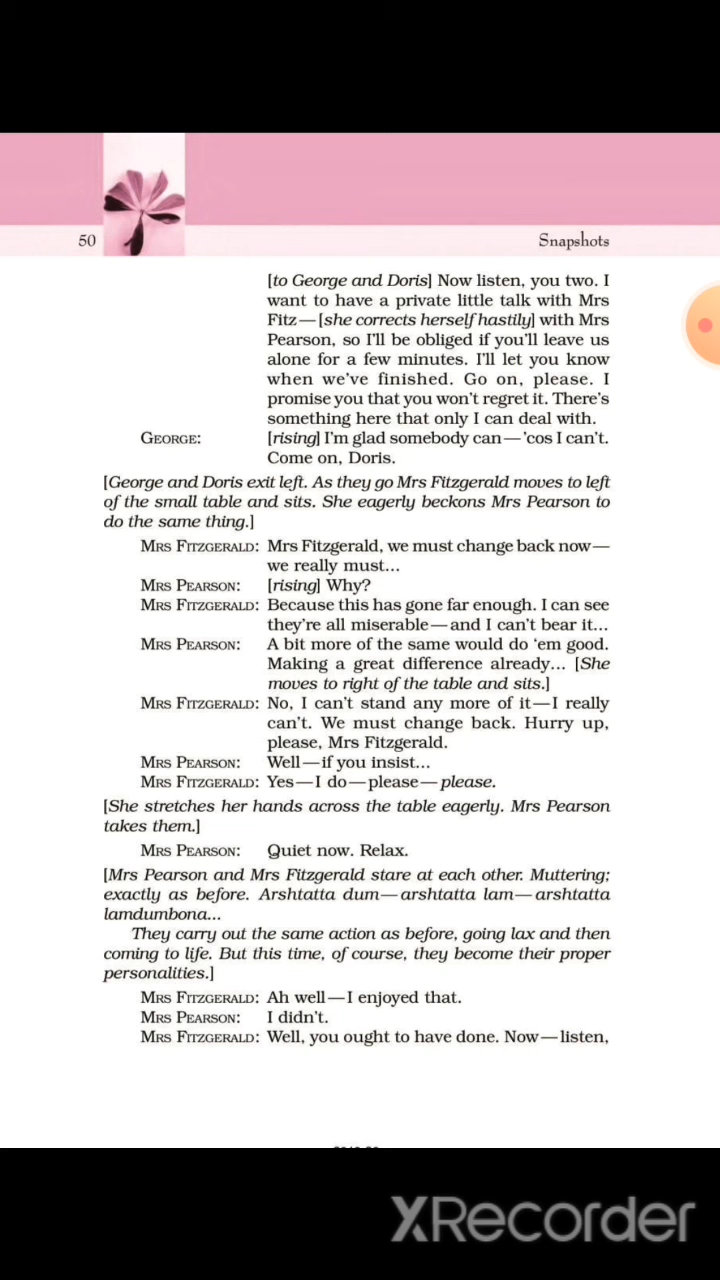 50
Snapshots
[to George and Doris] Now listen, you two. I
want to have a private little talk with Mrs
Fitz—[she corrects herself hastily] with Mrs
Pearson, so I'll be obliged if you'll leave us
alone for a few minutes. I'll let you know
when we've finished. Go on, please. I
promise you that you won't regret it. There's
something here that only I can deal with.
GEORGE: [rising] I'm glad somebody can—'cos I can't.
Come on, Doris.
[George and Doris exit left. As they go Mrs Fitzgerald moves to left
of the small table and sits. She eagerly beckons Mrs Pearson to
do the same thing.]
MRS FITZGERALD: Mrs Fitzgerald, we must change back now—
we really must...
MRS PEARSON: [rising] Why?
MRS FITZGERALD: Because this has gone far enough. I can see
they're all miserable—and I can't bear it...
MRS PEARSON: A bit more of the same would do 'em good.
Making a great difference already... [She
moves to right of the table and sits.]
MRS FITZGERALD: No, I can't stand any more of it—I really
can't. We must change back. Hurry up,
please, Mrs Fitzgerald.
MRS PEARSON: Well—if you insist...
MRS FITZGERALD: Yes—I do—please—please.
[She stretches her hands across the table eagerly. Mrs Pearson
takes them.]
MRS PEARSON: Quiet now. Relax.
[Mrs Pearson and Mrs Fitzgerald stare at each other. Muttering;
exactly as before. Arshtatta dum—arshtatta lam—arshtatta
lamdumbona...
They carry out the same action as before, going lax and then
coming to life. But this time, of course, they become their proper
personalities.]
MRS FITZGERALD: Ah well—I enjoyed that.
MRS PEARSON: I didn't.
MRS FITZGERALD: Well, you ought to have done. Now—listen,
XRecorder